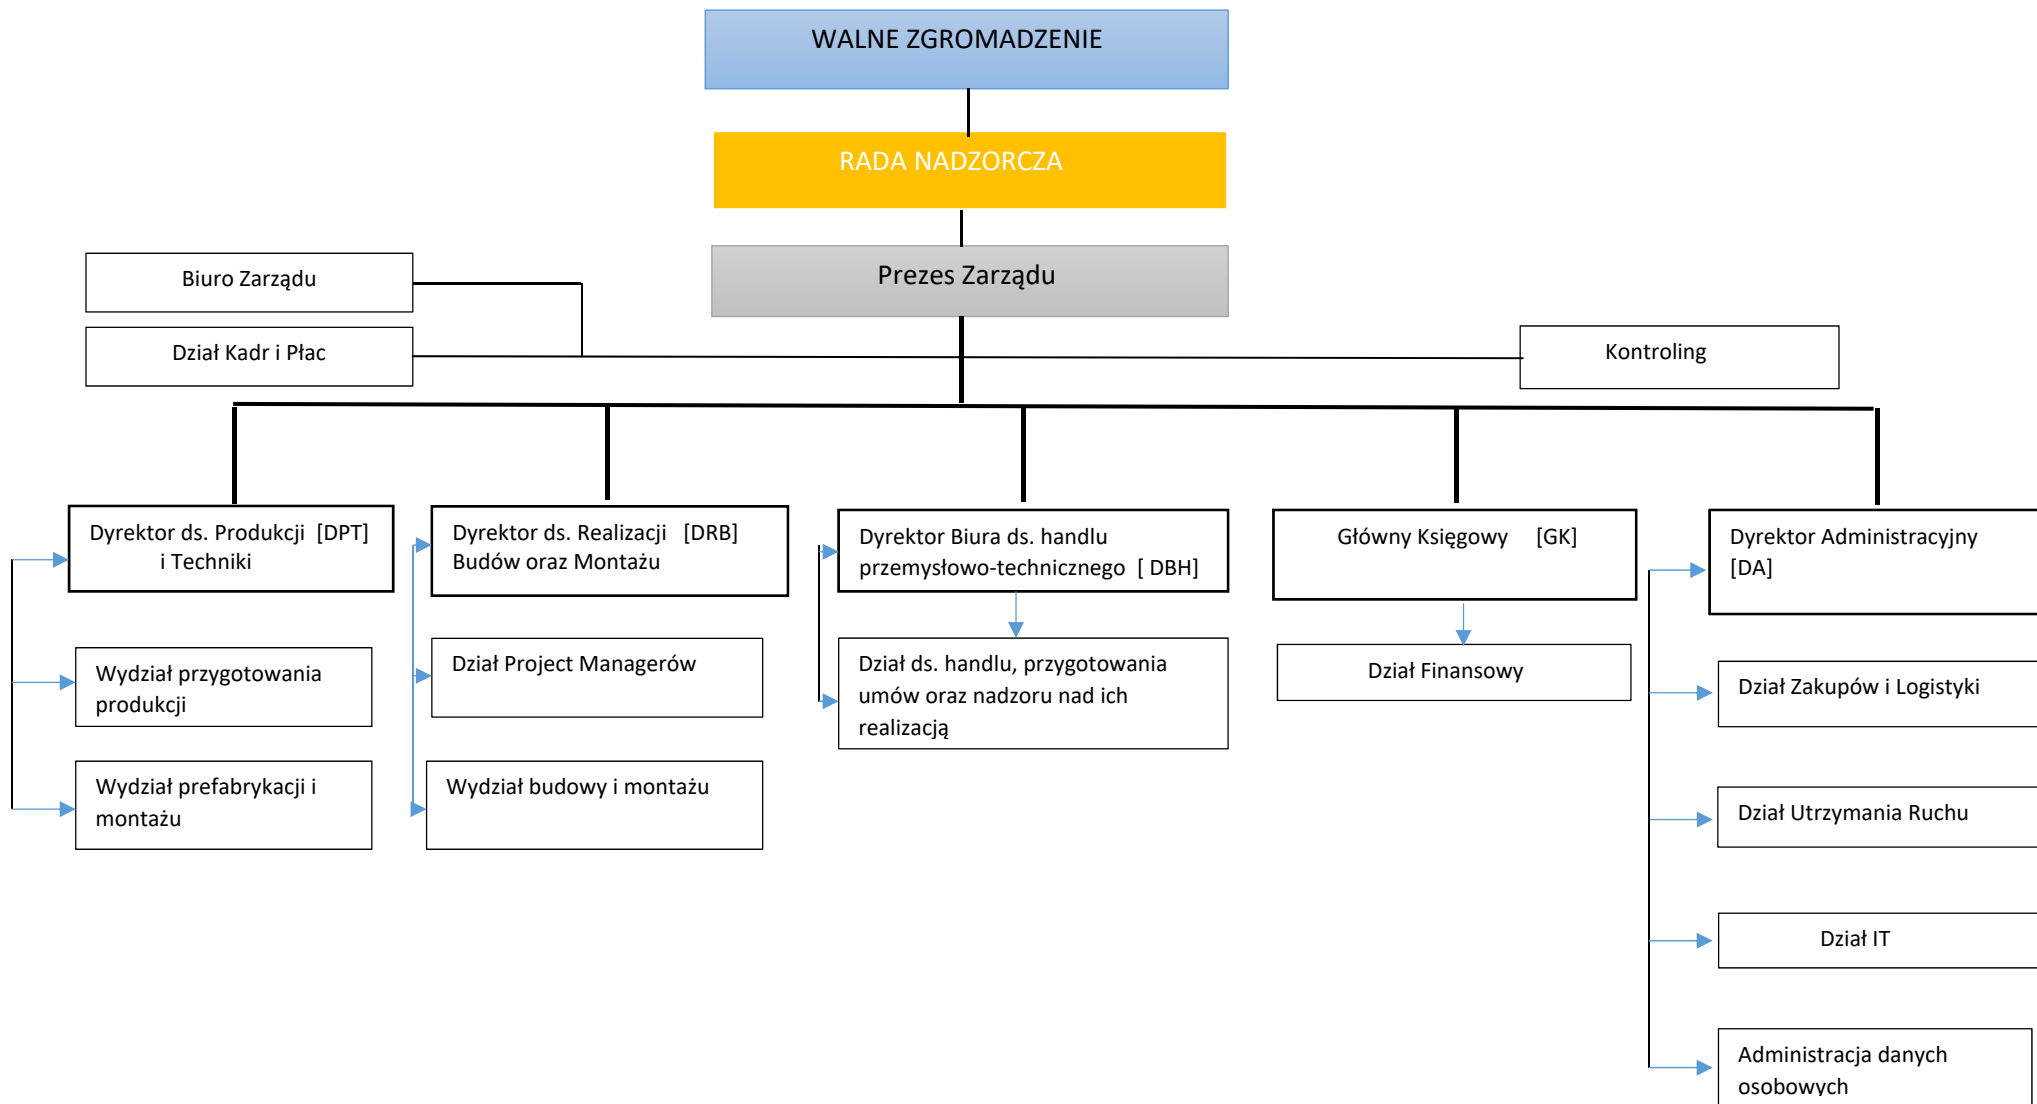 WALNE ZGROMADZENIE
RADA NADZORCZA
Prezes Zarządu
Biuro Zarządu
Dział Kadr i Płac
Kontroling
Dyrektor ds. Produkcji [DPT]
i Techniki
Dyrektor ds. Realizacji [DRB]
Budów oraz Montażu
Dyrektor Biura ds. handlu
przemysłowo-technicznego [ DBH]
Główny Księgowy [GK]
Dyrektor Administracyjny
[DA]
Wydział przygotowania
produkcji
Dział Project Managerów
Dział ds. handlu, przygotowania
umów oraz nadzoru nad ich
realizacją
Dział Finansowy
Dział Zakupów i Logistyki
Wydział prefabrykacji i
montażu
Wydział budowy i montażu
Dział Utrzymania Ruchu
Dział IT
Administracja danych
osobowych